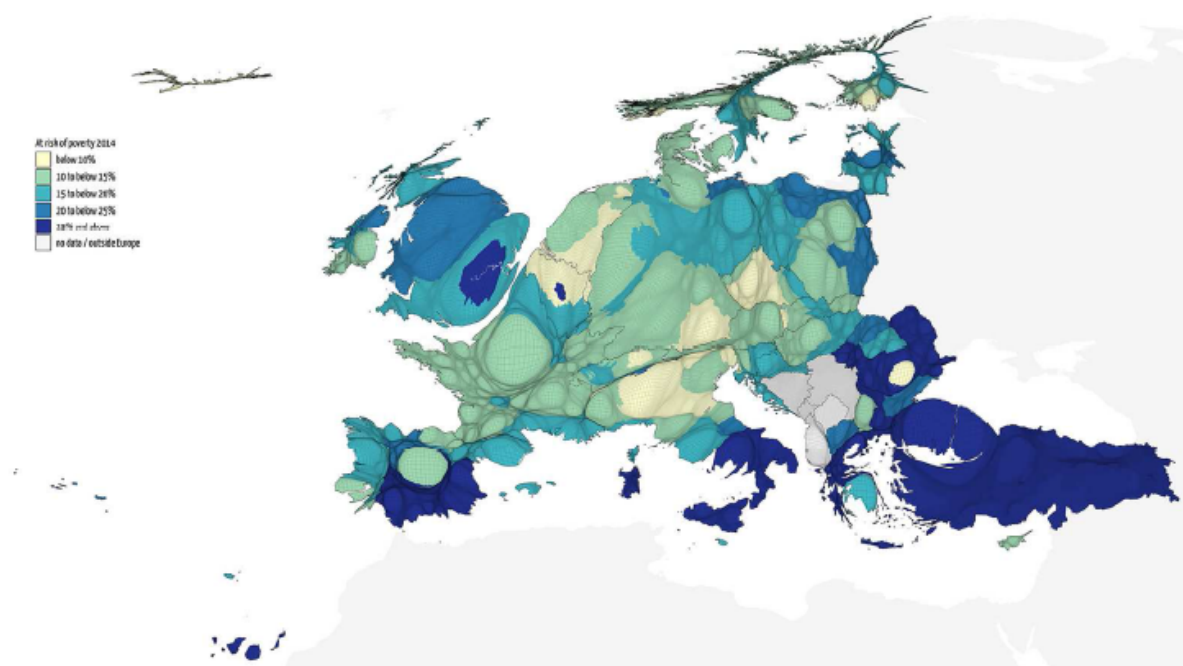 At risk of poverty 2014
below 10%
10 to below 15%
15 to below 20%
20 to below 25%
and above
no data / outside Europe